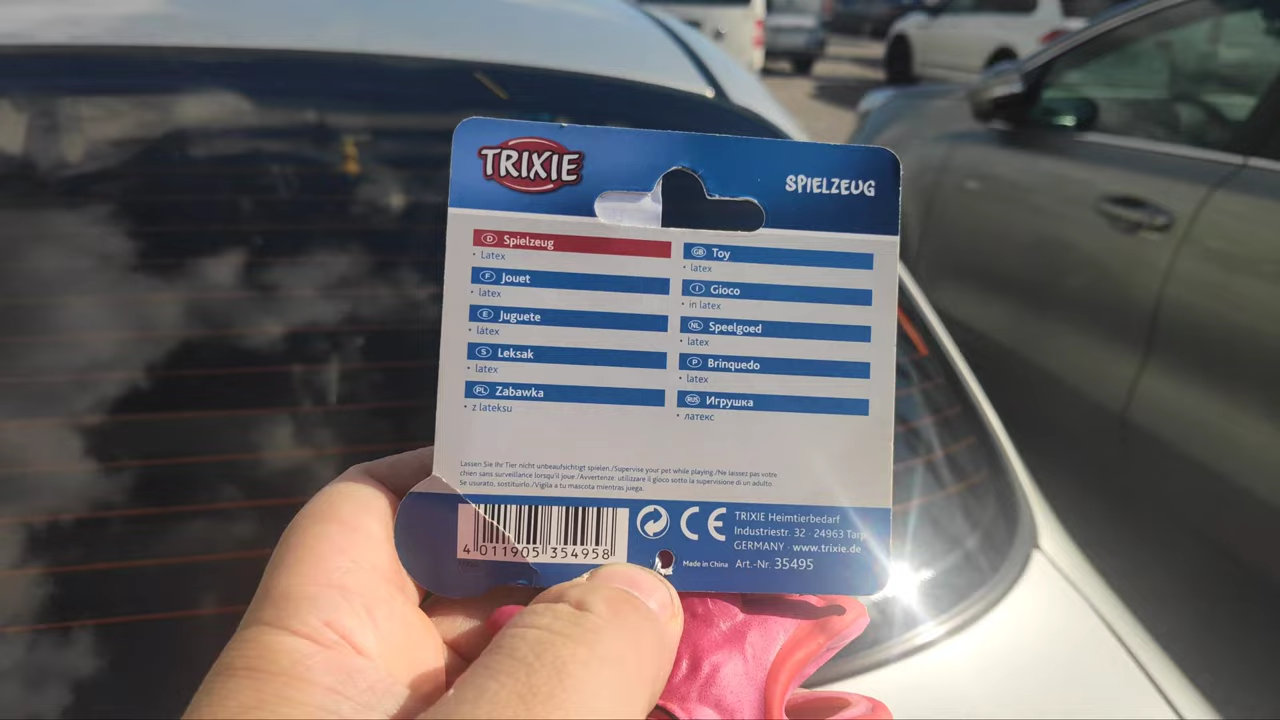 TRIXIE
SPIELZEUG
D Spielzeug
• Latex
F Jouet
• latex
E Juguete
• látex
S Leksak
• latex
PL Zabawka
• z lateksu
GB Toy
• latex
I Gioco
• in latex
NL Speelgoed
• latex
P Brinquedo
• latex
RUS Игрушка
• латекс
Lassen Sie Ihr Tier nicht unbeaufsichtigt spielen./Supervise your pet while playing./Ne laissez pas votre
chien sans surveillance lorsqu'il joue./Avvertenze: utilizzare il gioco sotto la supervisione di un adulto.
Se usurato, sostituirlo./Vigila a tu mascota mientras juega.
4 011905 354958
CE
TRIXIE Heimtierbedarf
Industriestr. 32 · 24963 Tarp
GERMANY · www.trixie.de
Made in China Art.-Nr. 35495